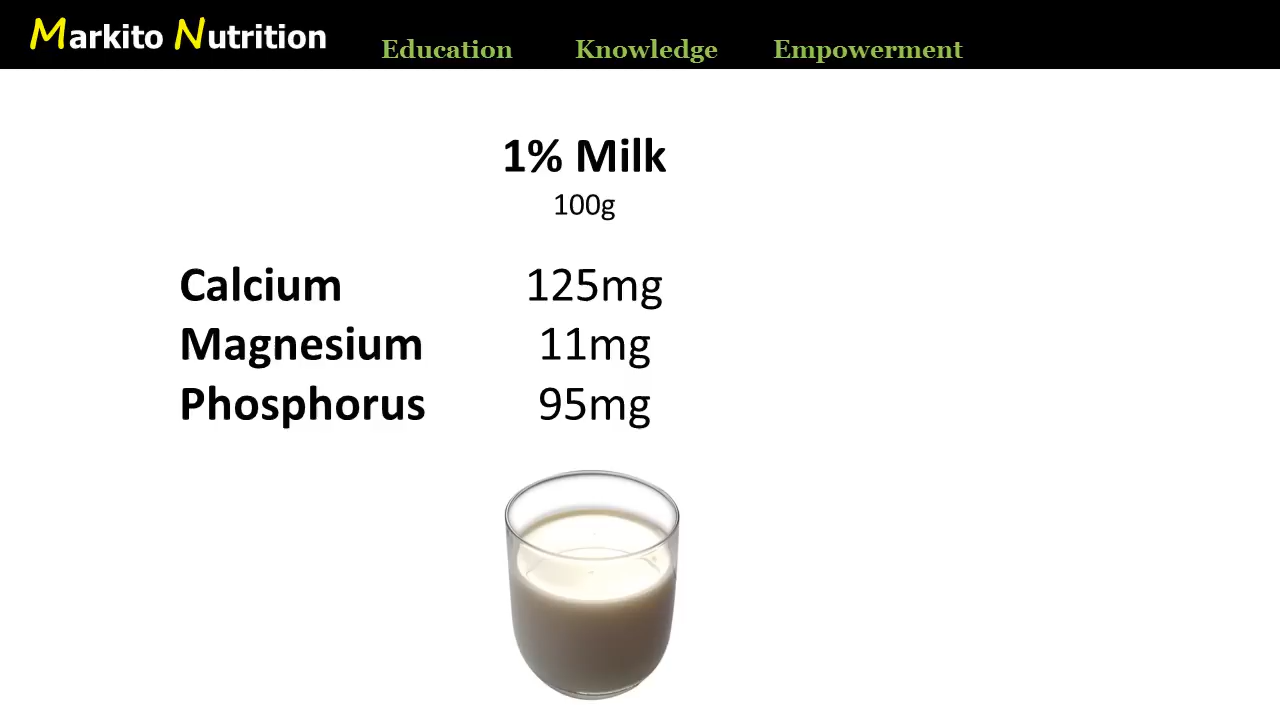 Markito Nutrition Education Knowledge Empowerment
1% Milk
100g
Calcium 125mg
Magnesium 11mg
Phosphorus 95mg